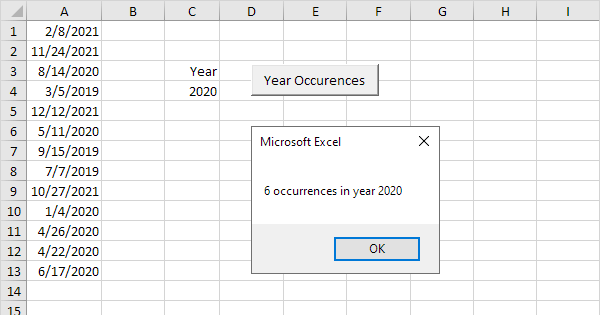 A B C D E F G H I
1 2/8/2021
2 11/24/2021
3 8/14/2020 Year Year Occurences
4 3/5/2019 2020
5 12/12/2021
6 5/11/2020 Microsoft Excel
7 9/15/2019
8 7/7/2019 6 occurrences in year 2020
9 10/27/2021
10 1/4/2020
11 4/26/2020
12 4/22/2020 OK
13 6/17/2020
14
15